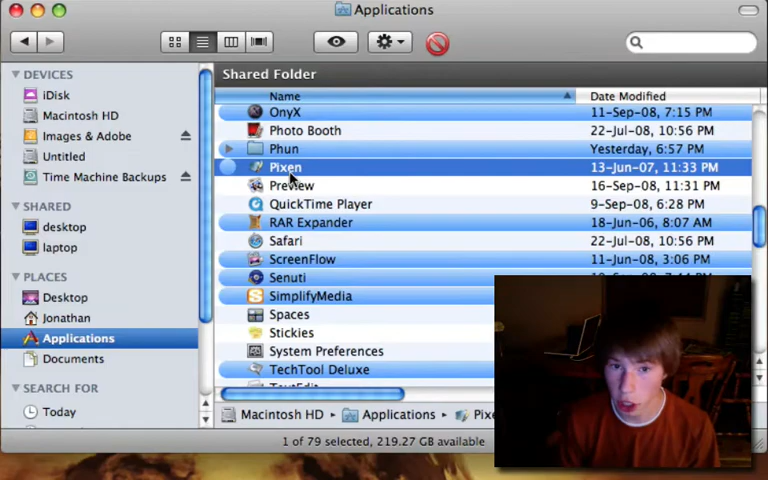 Applications
DEVICES
iDisk
Macintosh HD
Images & Adobe
Untitled
Time Machine Backups
SHARED
desktop
laptop
PLACES
Desktop
Jonathan
Applications
Documents
SEARCH FOR
Today
Shared Folder
Name Date Modified
OnyX 11-Sep-08, 7:15 PM
Photo Booth 22-Jul-08, 10:56 PM
Phun Yesterday, 6:57 PM
Pixen 13-Jun-07, 11:33 PM
Preview 16-Sep-08, 11:31 PM
QuickTime Player 9-Sep-08, 6:28 PM
RAR Expander 18-Jun-06, 8:07 AM
Safari 22-Jul-08, 10:56 PM
ScreenFlow 11-Jun-08, 3:06 PM
Senuti
SimplifyMedia
Spaces
Stickies
System Preferences
TechTool Deluxe
TextEdit
Macintosh HD Applications Pixe
1 of 79 selected, 219.27 GB available